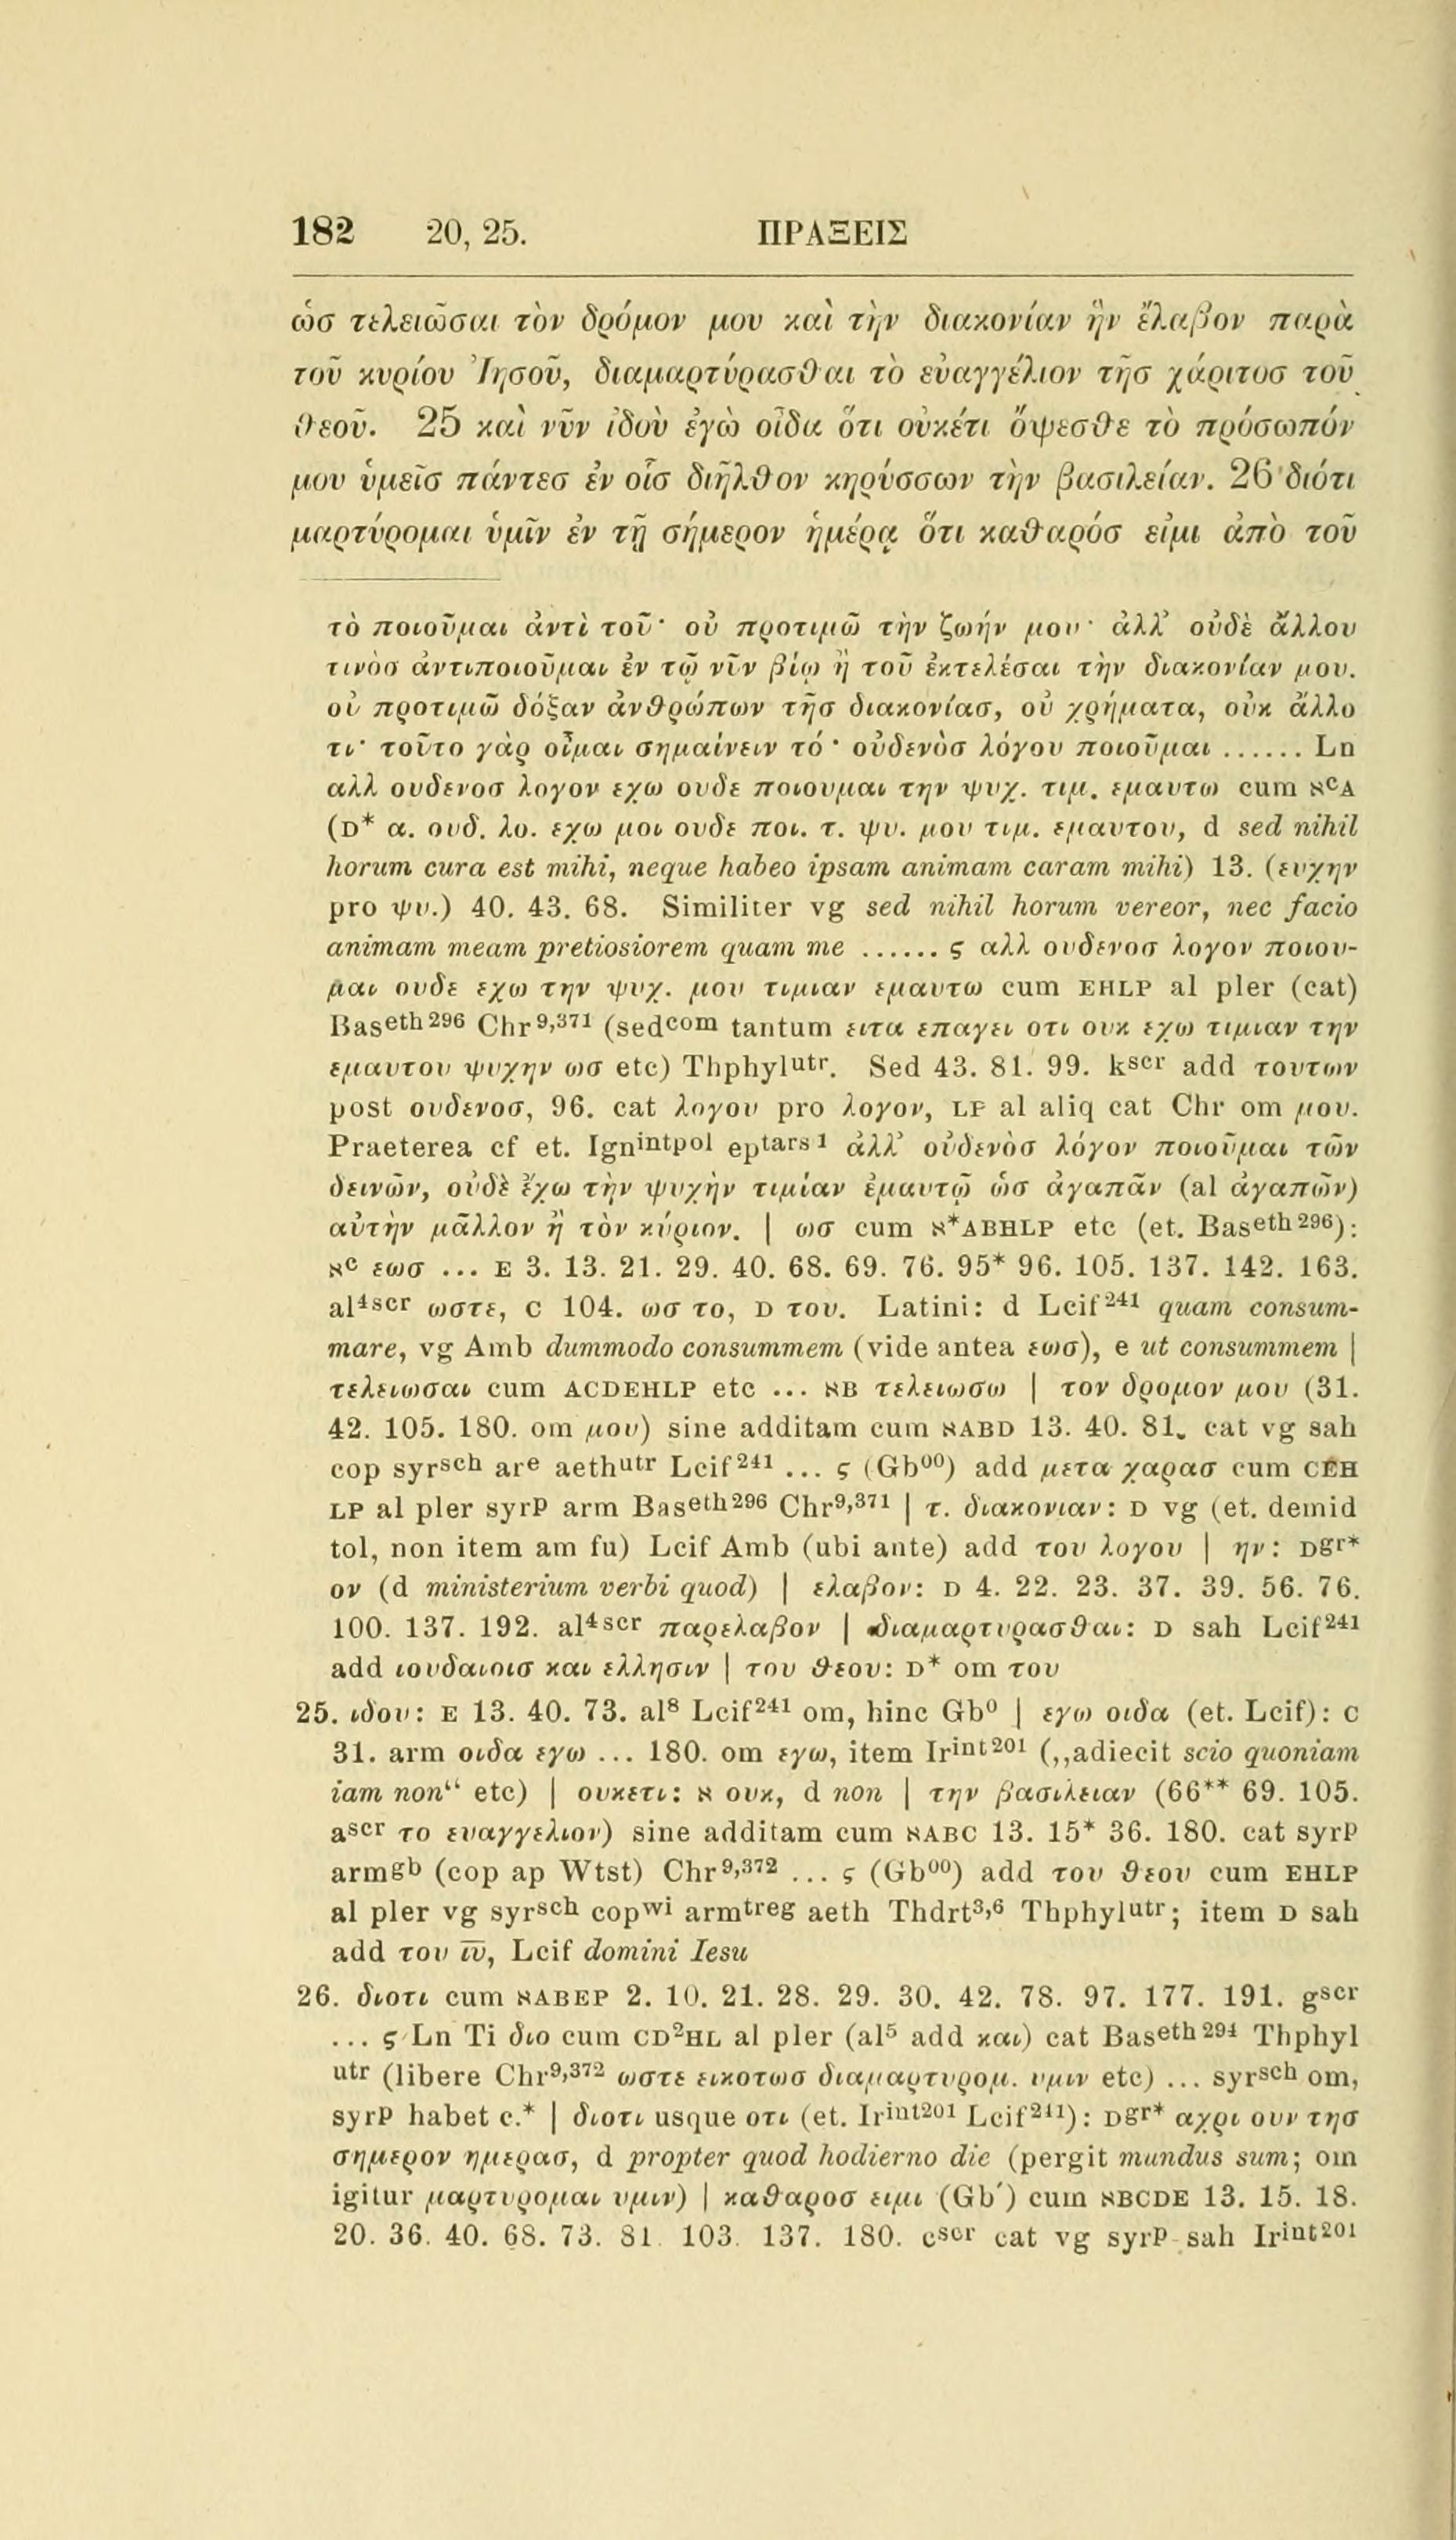 182 20, 25. ΠΡΑΞΕΙΣ
ὡσ τελειῶσαι τὸν δρόμον μου καὶ τὴν διακονίαν ἣν ἔλαβον παρὰ
τοῦ κυρίου Ἰησοῦ, διαμαρτύρασθαι τὸ εὐαγγέλιον τῆσ χάριτοσ τοῦ
θεοῦ. 25 καὶ νῦν ἰδοὺ ἐγὼ οἶδα ὅτι οὐκέτι ὄψεσθε τὸ πρόσωπόν
μου ὑμεῖσ πάντεσ ἐν οἷσ διῆλθον κηρύσσων τὴν βασιλείαν. 26 διότι
μαρτύρομαι ὑμῖν ἐν τῇ σήμερον ἡμέρᾳ ὅτι καθαρόσ εἰμι ἀπὸ τοῦ
τὸ ποιοῦμαι ἀντὶ τοῦ· οὐ προτιμῶ τὴν ζωήν μου· ἀλλ᾽ οὐδὲ ἄλλου
τινὸσ ἀντιποιοῦμαι ἐν τῷ νῦν βίῳ ἢ τοῦ ἐκτελέσαι τὴν διακονίαν μου.
οὐ προτιμῶ δόξαν ἀνθρώπων τῆσ διακονίασ, οὐ χρήματα, οὐκ ἄλλο
τι· τοῦτο γὰρ οἶμαι σημαίνειν τό· οὐδενὸσ λόγου ποιοῦμαι ...... Ln
αλλ ουδενοσ λογον εχω ουδε ποιουμαι την ψυχ. τιμ. εμαυτω cum ℵᶜA
(D* α. ουδ. λο. εχω μοι ουδε ποι. τ. ψυ. μου τιμ. εμαυτου, d sed nihil
horum cura est mihi, neque habeo ipsam animam caram mihi) 13. (ευχην
pro ψυ.) 40. 43. 68. Similiter vg sed nihil horum vereor, nec facio
animam meam pretiosiorem quam me ...... ς αλλ ουδενοσ λογον ποιου-
μαι ουδε εχω την ψυχ. μου τιμιαν εμαυτω cum EHLP al pler (cat)
Bas^eth 296 Chr^9,371 (sed^com tantum ειτα επαγει οτι ουκ εχω τιμιαν την
εμαυτου ψυχην ωσ etc) Thphyl^utr. Sed 43. 81. 99. k^scr add τουτων
post ουδενοσ, 96. cat λογου pro λογον, LP al aliq cat Chr om μου.
Praeterea cf et. Ign^intpol ep^tars 1 ἀλλ᾽ οὐδενὸσ λόγον ποιοῦμαι τῶν
δεινῶν, οὐδὲ ἔχω τὴν ψυχὴν τιμίαν ἐμαυτῷ ὡσ ἀγαπᾶν (al ἀγαπῶν)
αὐτὴν μᾶλλον ἢ τὸν κύριον. | ωσ cum ℵ*ABHLP etc (et. Bas^eth 296):
ℵᶜ εωσ ... E 3. 13. 21. 29. 40. 68. 69. 76. 95* 96. 105. 137. 142. 163.
al^4scr ωστε, C 104. ωσ το, D του. Latini: d Lcif^241 quam consum-
mare, vg Amb dummodo consummem (vide antea εωσ), e ut consummem |
τελειωσαι cum ACDEHLP etc ... ℵB τελειωσω | τον δρομον μου (31.
42. 105. 180. om μου) sine additam cum ℵABD 13. 40. 81. cat vg sah
cop syr^sch ar^e aeth^utr Lcif^241 ... ς (Gb^00) add μετα χαρασ cum CEH
LP al pler syr^p arm Bas^eth 296 Chr^9,371 | τ. διακονιαν: D vg (et. demid
tol, non item am fu) Lcif Amb (ubi ante) add του λογου | ην: D^gr*
ον (d ministerium verbi quod) | ελαβον: D 4. 22. 23. 37. 39. 56. 76.
100. 137. 192. al^4scr παρελαβον | διαμαρτυρασθαι: D sah Lcif^241
add ιουδαιοισ και ελλησιν | του θεου: D* om του
25. ιδου: E 13. 40. 73. al^8 Lcif^241 om, hinc Gb^0 | εγω οιδα (et. Lcif): C
31. arm οιδα εγω ... 180. om εγω, item Ir^int 201 („adiecit scio quoniam
iam non“ etc) | ουκετι: ℵ ουκ, d non | την βασιλειαν (66** 69. 105.
a^scr το ευαγγελιον) sine additam cum ℵABC 13. 15* 36. 180. cat syr^p
arm^gb (cop ap Wtst) Chr^9,372 ... ς (Gb^00) add του θεου cum EHLP
al pler vg syr^sch cop^wi arm^treg aeth Thdrt^3,6 Thphyl^utr; item D sah
add του ι̅υ̅, Lcif domini Iesu
26. διοτι cum ℵABEP 2. 10. 21. 28. 29. 30. 42. 78. 97. 177. 191. g^scr
... ς Ln Ti διο cum CD²HL al pler (al^5 add και) cat Bas^eth 294 Thphyl
utr (libere Chr^9,372 ωστε εικοτωσ διαμαρτυρομ. υμιν etc) ... syr^sch om,
syr^p habet c.* | διοτι usque οτι (et. Ir^int 201 Lcif^241): D^gr* αχρι ουν τησ
σημερον ημερασ, d propter quod hodierno die (pergit mundus sum; om
igitur μαρτυρομαι υμιν) | καθαροσ ειμι (Gb′) cum ℵBCDE 13. 15. 18.
20. 36. 40. 68. 73. 81. 103. 137. 180. c^scr cat vg syr^p sah Ir^int 201